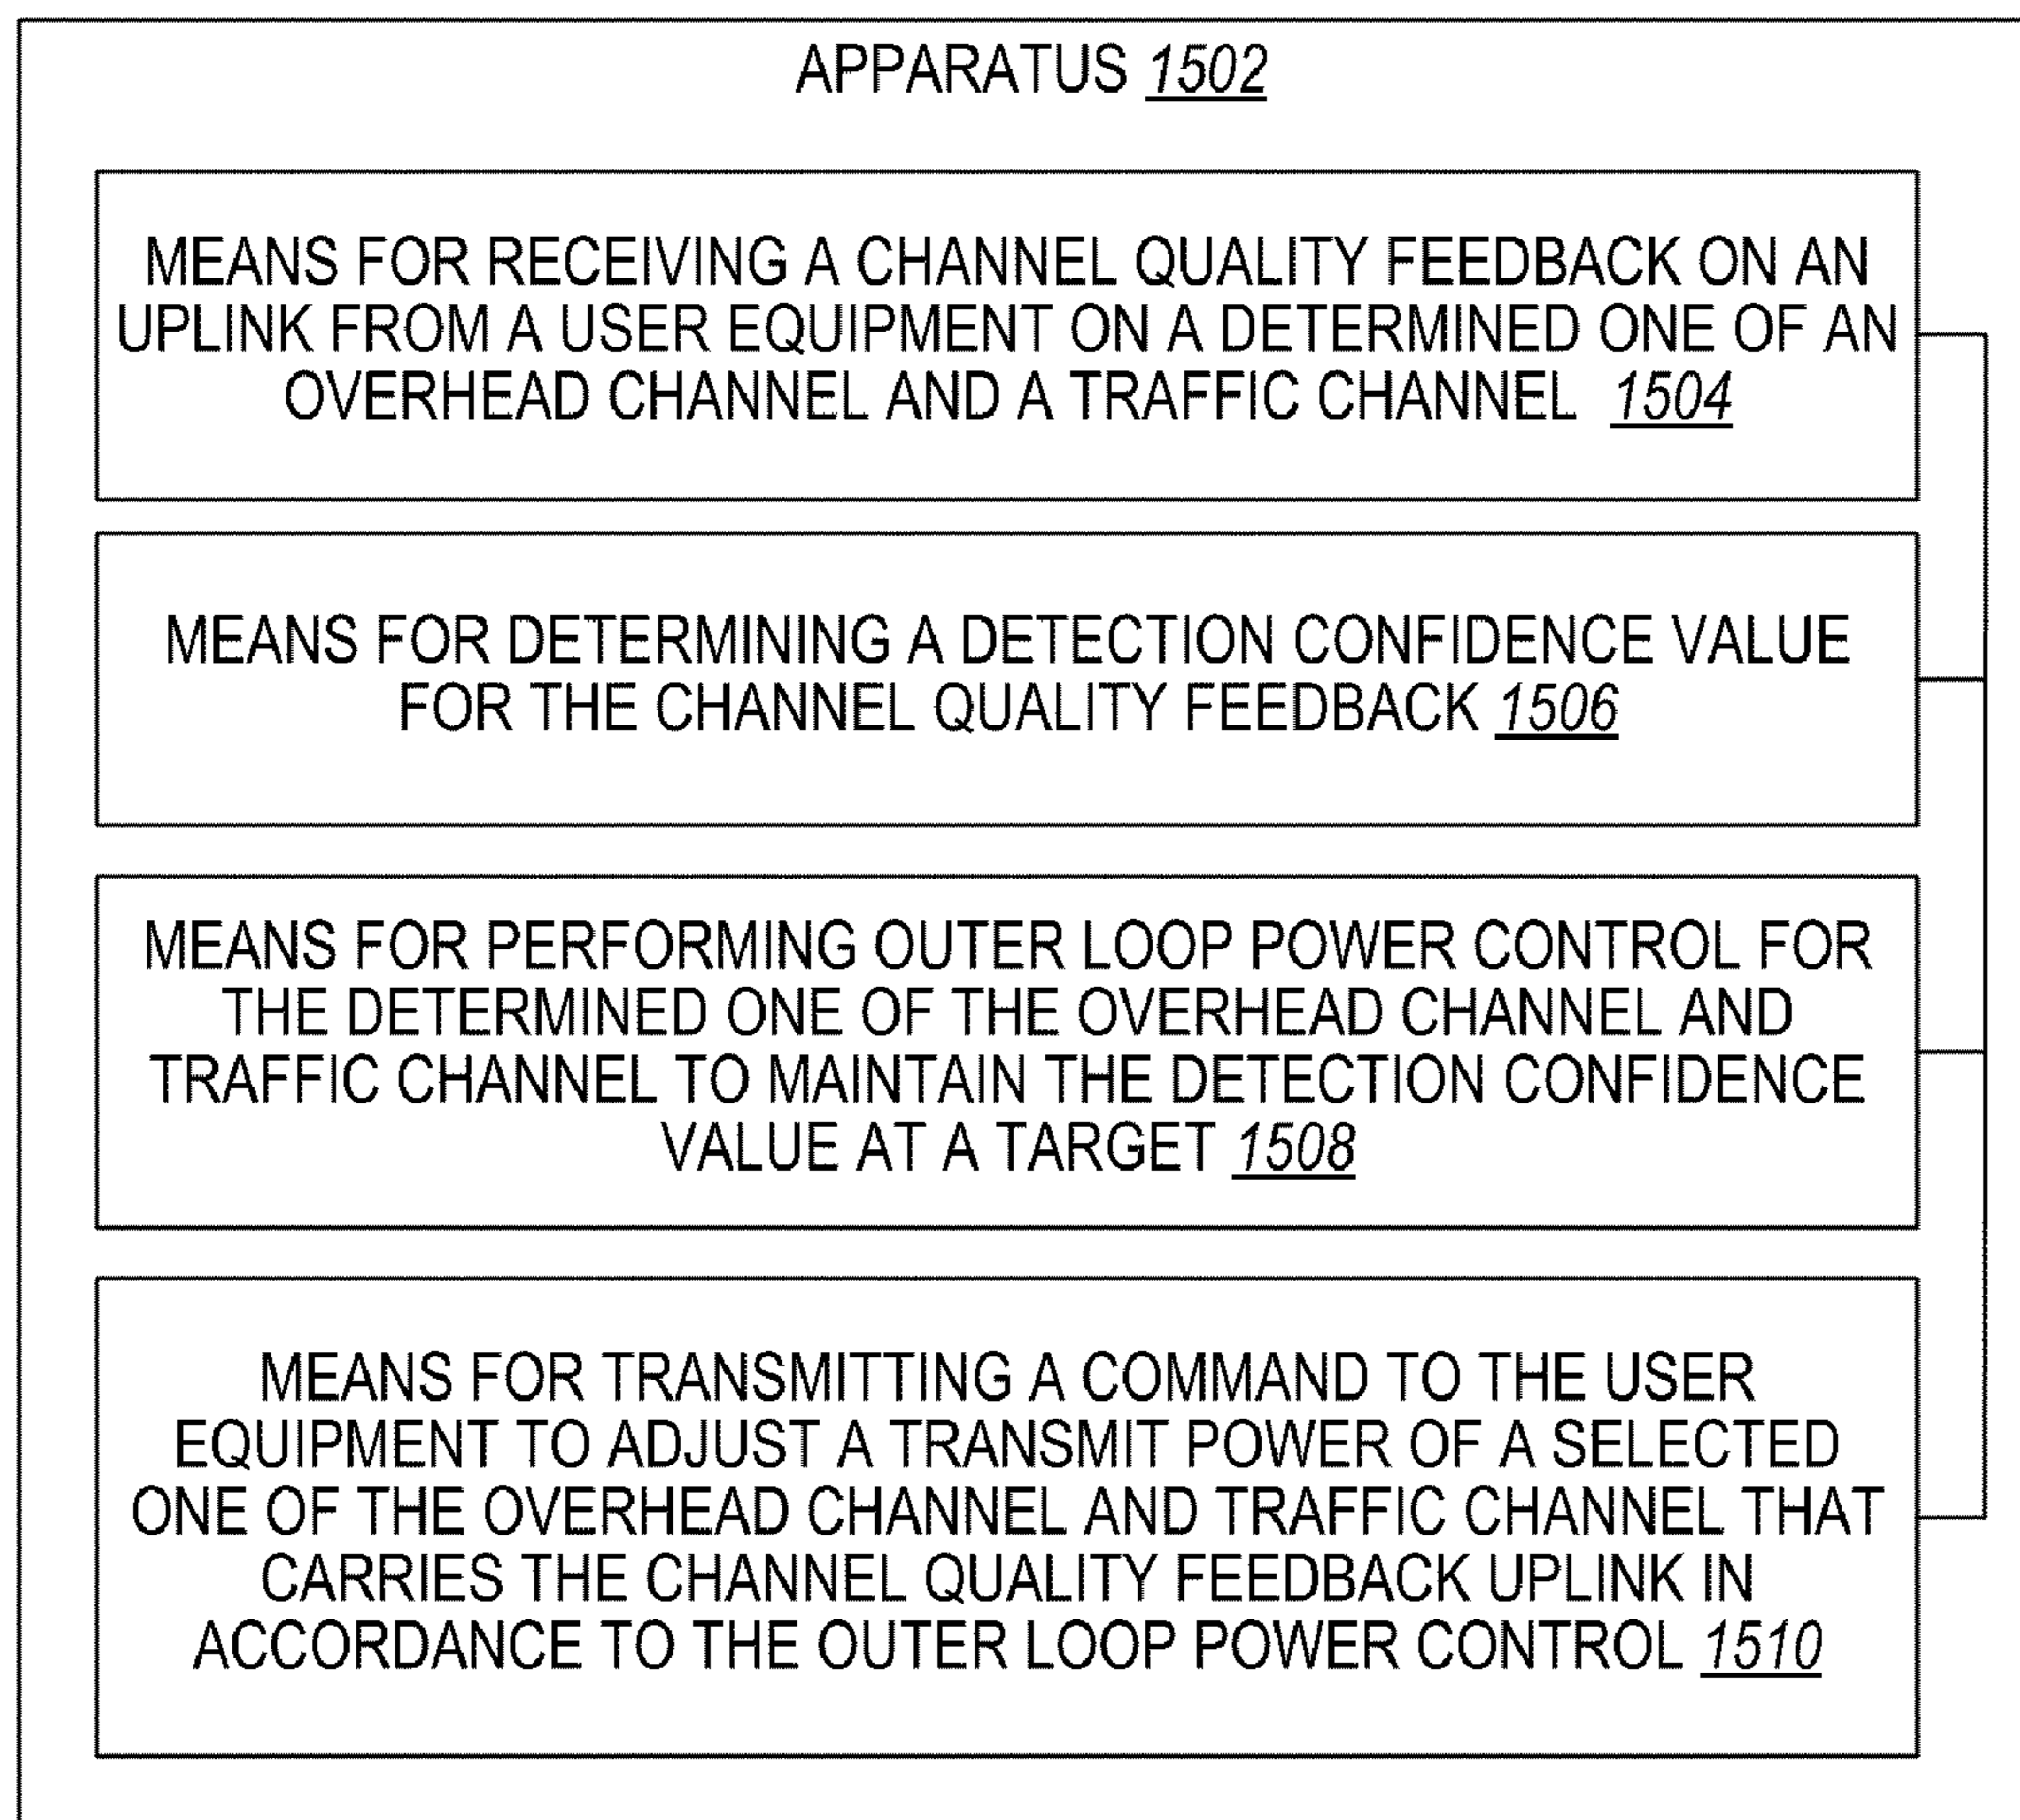 APPARATUS 1502
MEANS FOR RECEIVING A CHANNEL QUALITY FEEDBACK ON AN
UPLINK FROM A USER EQUIPMENT ON A DETERMINED ONE OF AN
OVERHEAD CHANNEL AND A TRAFFIC CHANNEL 1504
MEANS FOR DETERMINING A DETECTION CONFIDENCE VALUE
FOR THE CHANNEL QUALITY FEEDBACK 1506
MEANS FOR PERFORMING OUTER LOOP POWER CONTROL FOR
THE DETERMINED ONE OF THE OVERHEAD CHANNEL AND
TRAFFIC CHANNEL TO MAINTAIN THE DETECTION CONFIDENCE
VALUE AT A TARGET 1508
MEANS FOR TRANSMITTING A COMMAND TO THE USER
EQUIPMENT TO ADJUST A TRANSMIT POWER OF A SELECTED
ONE OF THE OVERHEAD CHANNEL AND TRAFFIC CHANNEL THAT
CARRIES THE CHANNEL QUALITY FEEDBACK UPLINK IN
ACCORDANCE TO THE OUTER LOOP POWER CONTROL 1510